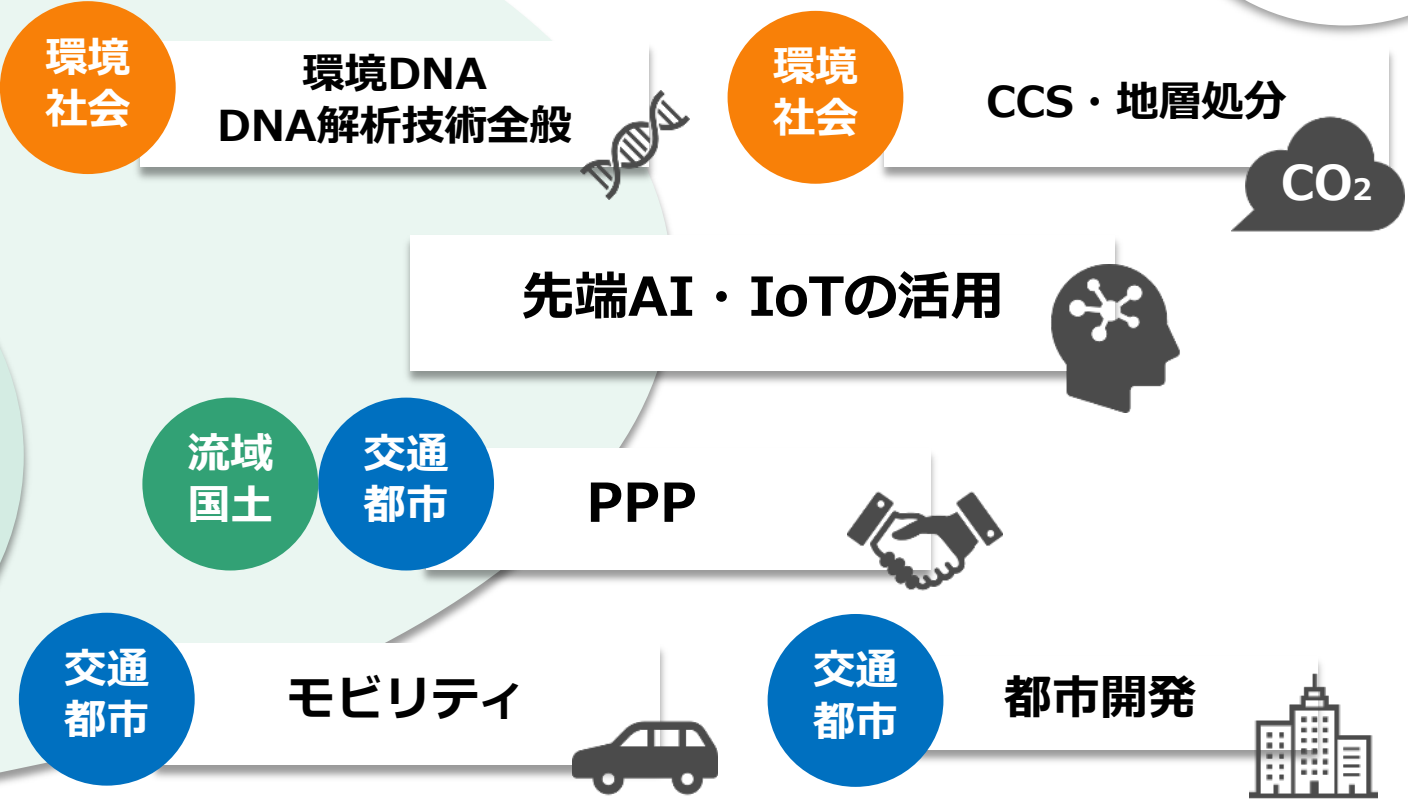 環境
社会
環境DNA
DNA解析技術全般
環境
社会
CCS・地層処分
CO₂
先端AI・IoTの活用
流域
国土
交通
都市
PPP
交通
都市
モビリティ
交通
都市
都市開発